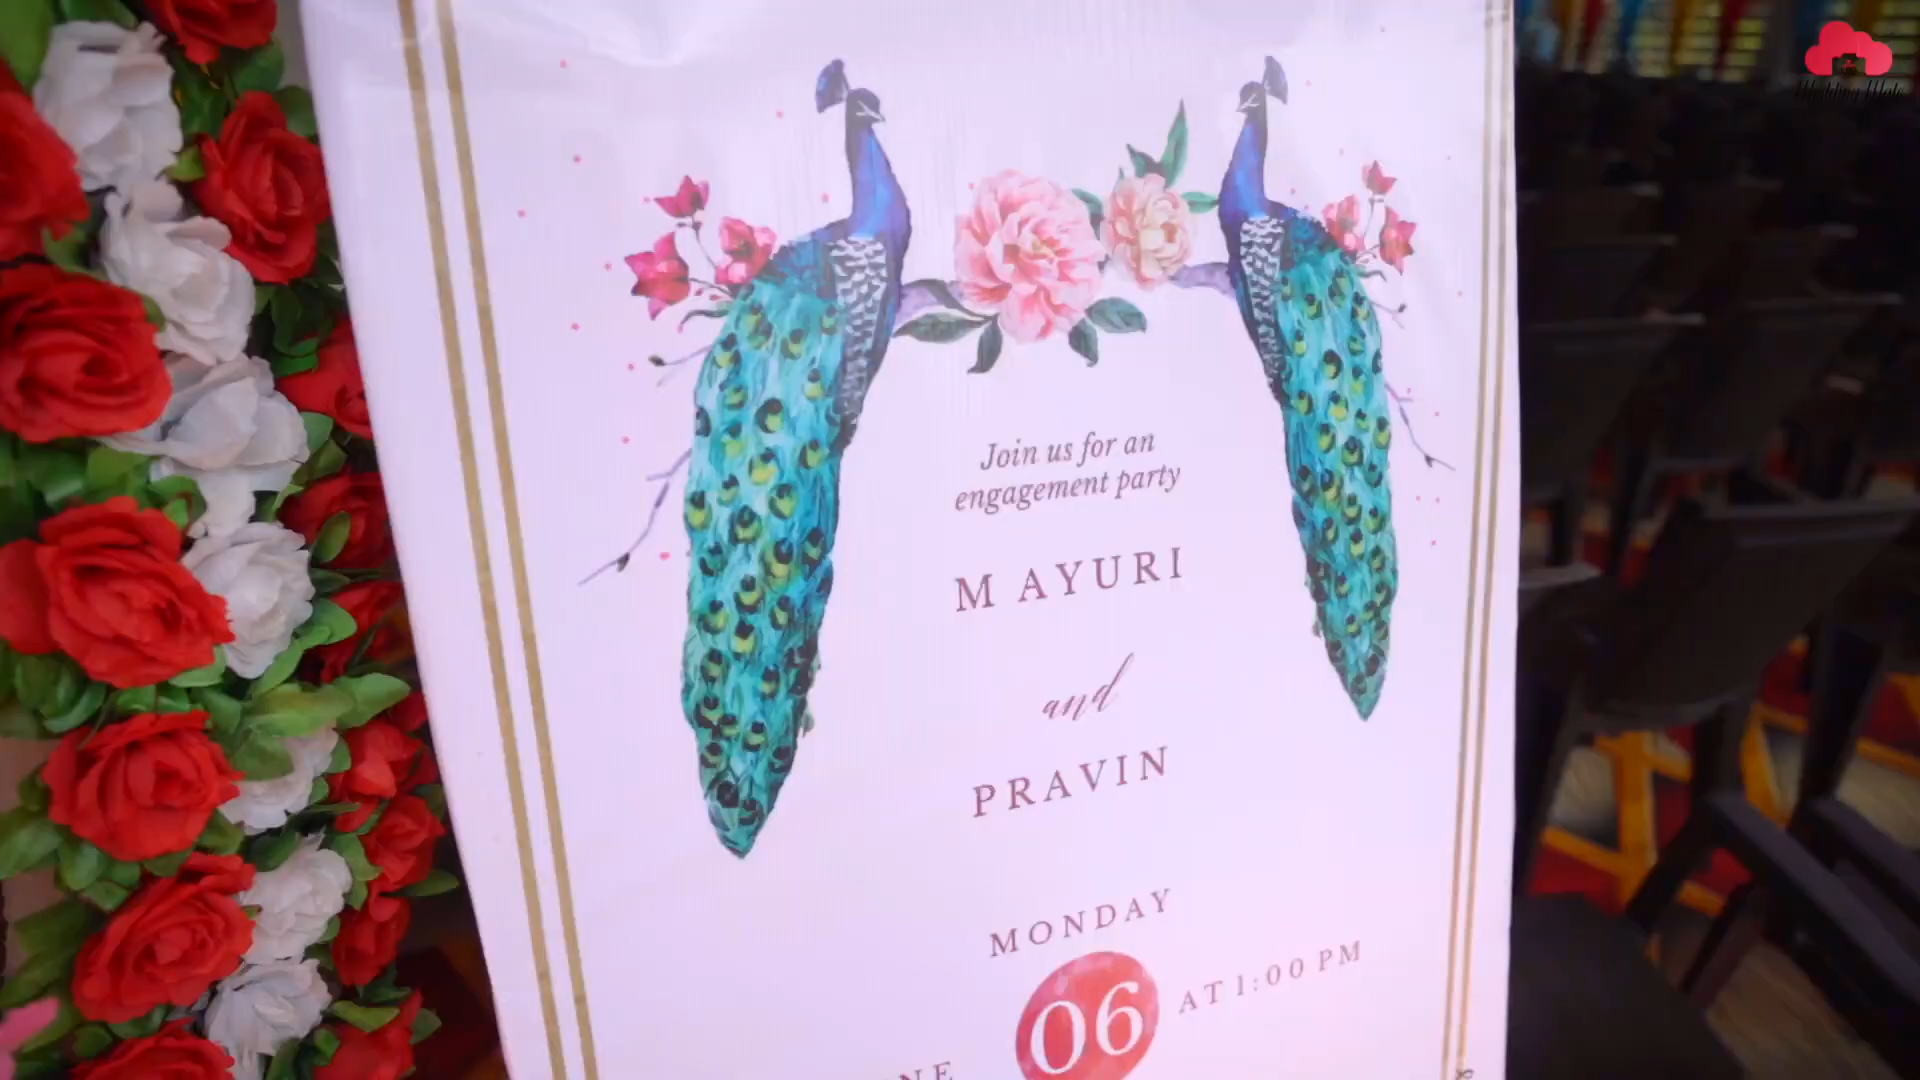 Join us for an
engagement party
M AYURI
and
PRAVIN
MONDAY
06
AT 1:00 PM